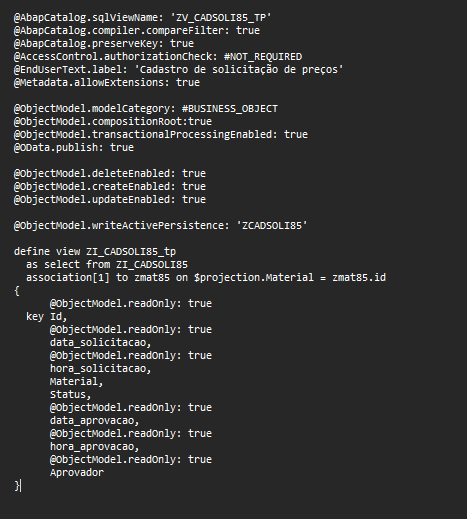 @AbapCatalog.sqlViewName: 'ZV_CADSOLI85_TP'
@AbapCatalog.compiler.compareFilter: true
@AbapCatalog.preserveKey: true
@AccessControl.authorizationCheck: #NOT_REQUIRED
@EndUserText.label: 'Cadastro de solicitação de preços'
@Metadata.allowExtensions: true

@ObjectModel.modelCategory: #BUSINESS_OBJECT
@ObjectModel.compositionRoot:true
@ObjectModel.transactionalProcessingEnabled: true
@OData.publish: true

@ObjectModel.deleteEnabled: true
@ObjectModel.createEnabled: true
@ObjectModel.updateEnabled: true

@ObjectModel.writeActivePersistence: 'ZCADSOLI85'

define view ZI_CADSOLI85_tp
  as select from ZI_CADSOLI85
  association[1] to zmat85 on $projection.Material = zmat85.id
{
      @ObjectModel.readOnly: true
  key Id,
      @ObjectModel.readOnly: true
      data_solicitacao,
      @ObjectModel.readOnly: true
      hora_solicitacao,
      Material,
      Status,
      @ObjectModel.readOnly: true
      data_aprovacao,
      @ObjectModel.readOnly: true
      hora_aprovacao,
      @ObjectModel.readOnly: true
      Aprovador
}